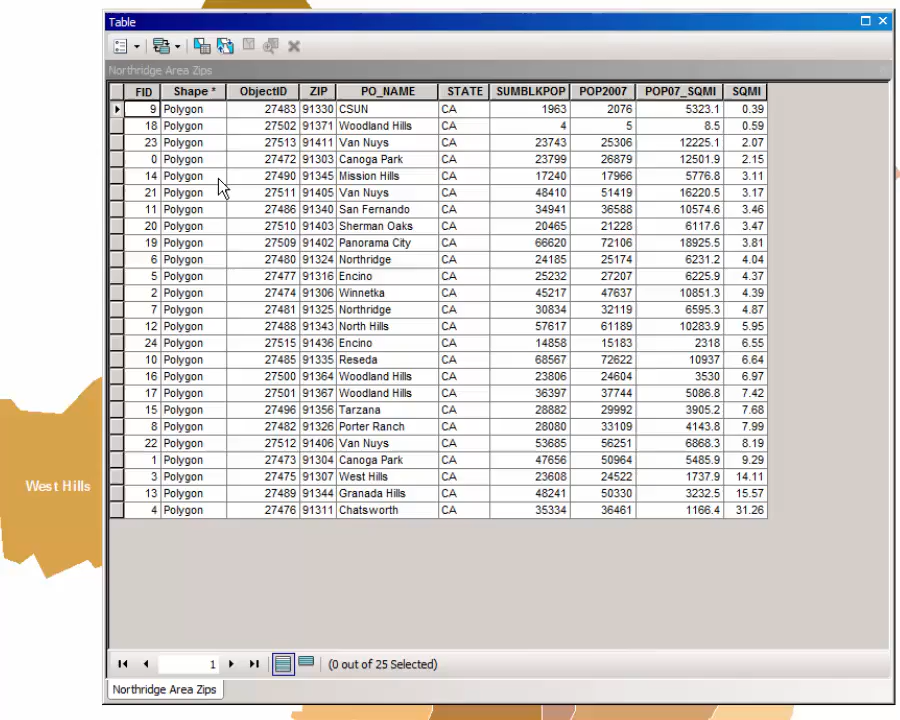 Table
Northridge Area Zips
FID Shape * ObjectID ZIP PO_NAME STATE SUMBLKPOP POP2007 POP07_SQMI SQMI
9 Polygon 27483 91330 CSUN CA 1963 2076 5323.1 0.39
18 Polygon 27502 91371 Woodland Hills CA 4 5 8.5 0.59
23 Polygon 27513 91411 Van Nuys CA 23743 25306 12225.1 2.07
0 Polygon 27472 91303 Canoga Park CA 23799 26879 12501.9 2.15
14 Polygon 27490 91345 Mission Hills CA 17240 17966 5776.8 3.11
21 Polygon 27511 91405 Van Nuys CA 48410 51419 16220.5 3.17
11 Polygon 27486 91340 San Fernando CA 34941 36588 10574.6 3.46
20 Polygon 27510 91403 Sherman Oaks CA 20465 21228 6117.6 3.47
19 Polygon 27509 91402 Panorama City CA 66620 72106 18925.5 3.81
6 Polygon 27480 91324 Northridge CA 24185 25174 6231.2 4.04
5 Polygon 27477 91316 Encino CA 25232 27207 6225.9 4.37
2 Polygon 27474 91306 Winnetka CA 45217 47637 10851.3 4.39
7 Polygon 27481 91325 Northridge CA 30834 32119 6595.3 4.87
12 Polygon 27488 91343 North Hills CA 57617 61189 10283.9 5.95
24 Polygon 27515 91436 Encino CA 14858 15183 2318 6.55
10 Polygon 27485 91335 Reseda CA 68567 72622 10937 6.64
16 Polygon 27500 91364 Woodland Hills CA 23806 24604 3530 6.97
17 Polygon 27501 91367 Woodland Hills CA 36397 37744 5086.8 7.42
15 Polygon 27496 91356 Tarzana CA 28882 29992 3905.2 7.68
8 Polygon 27482 91326 Porter Ranch CA 28080 33109 4143.8 7.99
22 Polygon 27512 91406 Van Nuys CA 53685 56251 6868.3 8.19
1 Polygon 27473 91304 Canoga Park CA 47656 50964 5485.9 9.29
3 Polygon 27475 91307 West Hills CA 23608 24522 1737.9 14.11
13 Polygon 27489 91344 Granada Hills CA 48241 50330 3232.5 15.57
4 Polygon 27476 91311 Chatsworth CA 35334 36461 1166.4 31.26
West Hills
1 (0 out of 25 Selected)
Northridge Area Zips